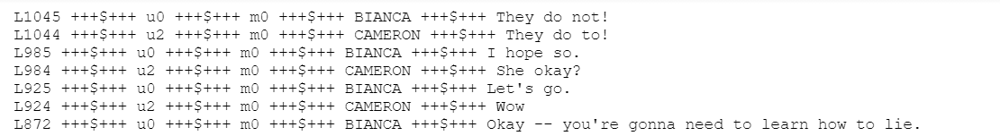 L1045 +++$+++ u0 +++$+++ m0 +++$+++ BIANCA +++$+++ They do not!
L1044 +++$+++ u2 +++$+++ m0 +++$+++ CAMERON +++$+++ They do to!
L985 +++$+++ u0 +++$+++ m0 +++$+++ BIANCA +++$+++ I hope so.
L984 +++$+++ u2 +++$+++ m0 +++$+++ CAMERON +++$+++ She okay?
L925 +++$+++ u0 +++$+++ m0 +++$+++ BIANCA +++$+++ Let's go.
L924 +++$+++ u2 +++$+++ m0 +++$+++ CAMERON +++$+++ Wow
L872 +++$+++ u0 +++$+++ m0 +++$+++ BIANCA +++$+++ Okay -- you're gonna need to learn how to lie.